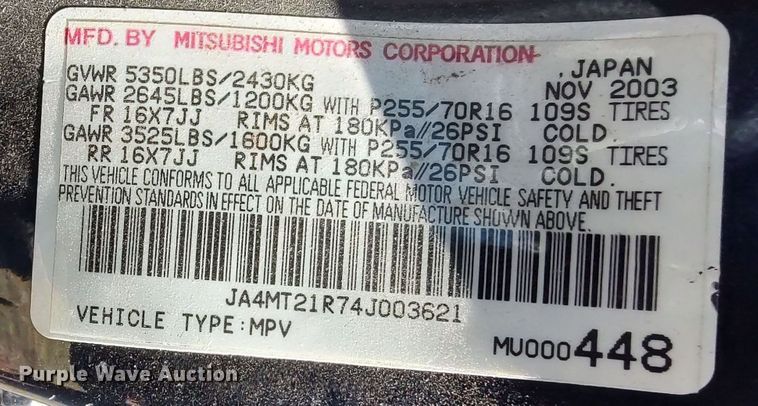 MFD. BY MITSUBISHI MOTORS CORPORATION
, JAPAN
GVWR 5350LBS/2430KG NOV 2003
GAWR 2645LBS/1200KG WITH P255/70R16 109S TIRES
FR 16X7JJ RIMS AT 180KPa//26PSI COLD.
GAWR 3525LBS/1600KG WITH P255/70R16 109S TIRES
RR 16X7JJ RIMS AT 180KPa//26PSI COLD.
THIS VEHICLE CONFORMS TO ALL APPLICABLE FEDERAL MOTOR VEHICLE SAFETY AND THEFT
PREVENTION STANDARDS IN EFFECT ON THE DATE OF MANUFACTURE SHOWN ABOVE.
JA4MT21R74J003621
VEHICLE TYPE:MPV
MU000448
Purple Wave Auction.